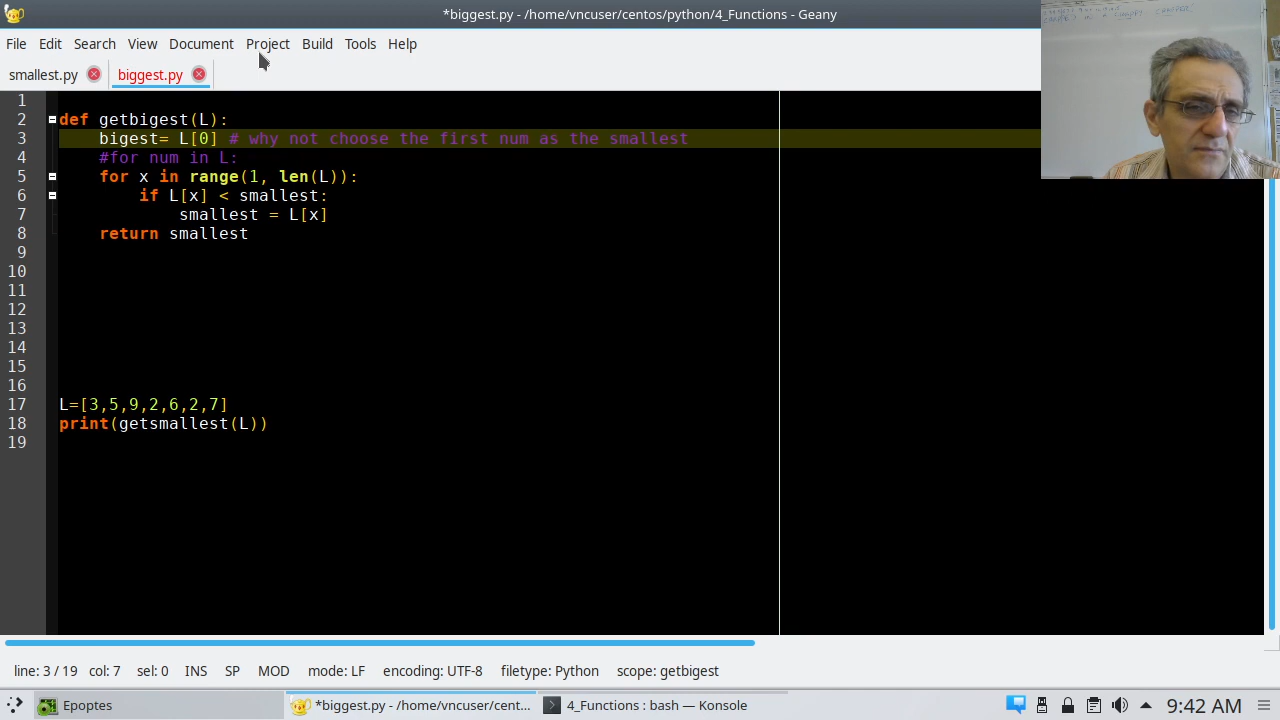 *biggest.py - /home/vncuser/centos/python/4_Functions - Geany
File Edit Search View Document Project Build Tools Help
smallest.py biggest.py
1
2 def getbigest(L):
3 bigest= L[0] # why not choose the first num as the smallest
4 #for num in L:
5 for x in range(1, len(L)):
6 if L[x] < smallest:
7 smallest = L[x]
8 return smallest
9
10
11
12
13
14
15
16
17 L=[3,5,9,2,6,2,7]
18 print(getsmallest(L))
19
line: 3 / 19 col: 7 sel: 0 INS SP MOD mode: LF encoding: UTF-8 filetype: Python scope: getbigest
Epoptes *biggest.py - /home/vncuser/cent... 4_Functions : bash — Konsole 9:42 AM